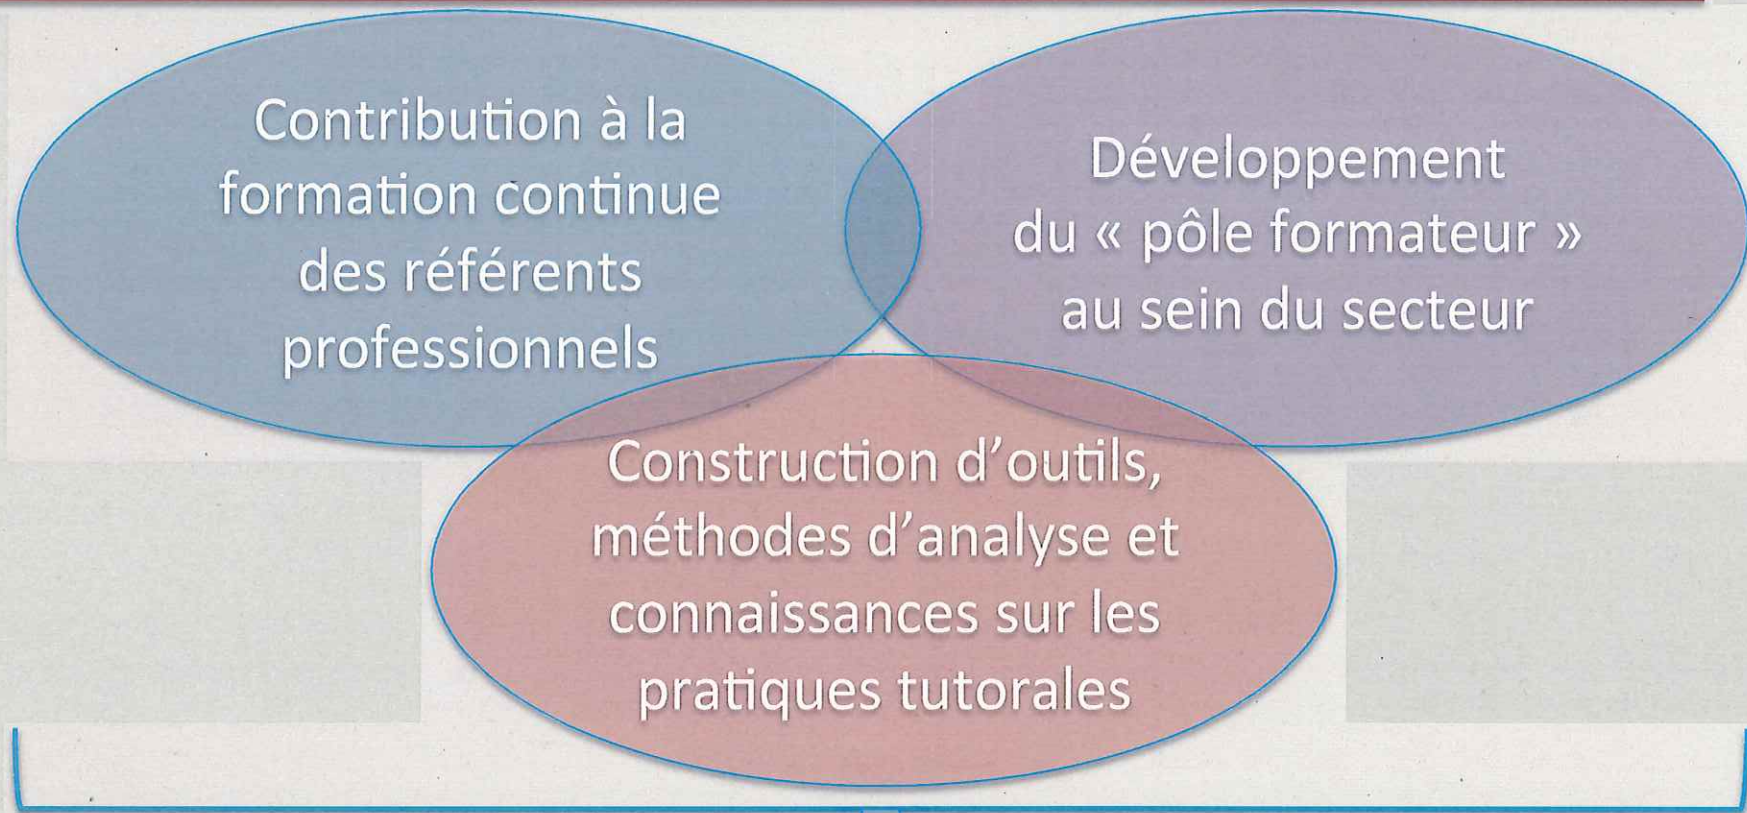 Contribution à la
formation continue
des référents
professionnels
Développement
du « pôle formateur »
au sein du secteur
Construction d’outils,
méthodes d’analyse et
connaissances sur les
pratiques tutorales